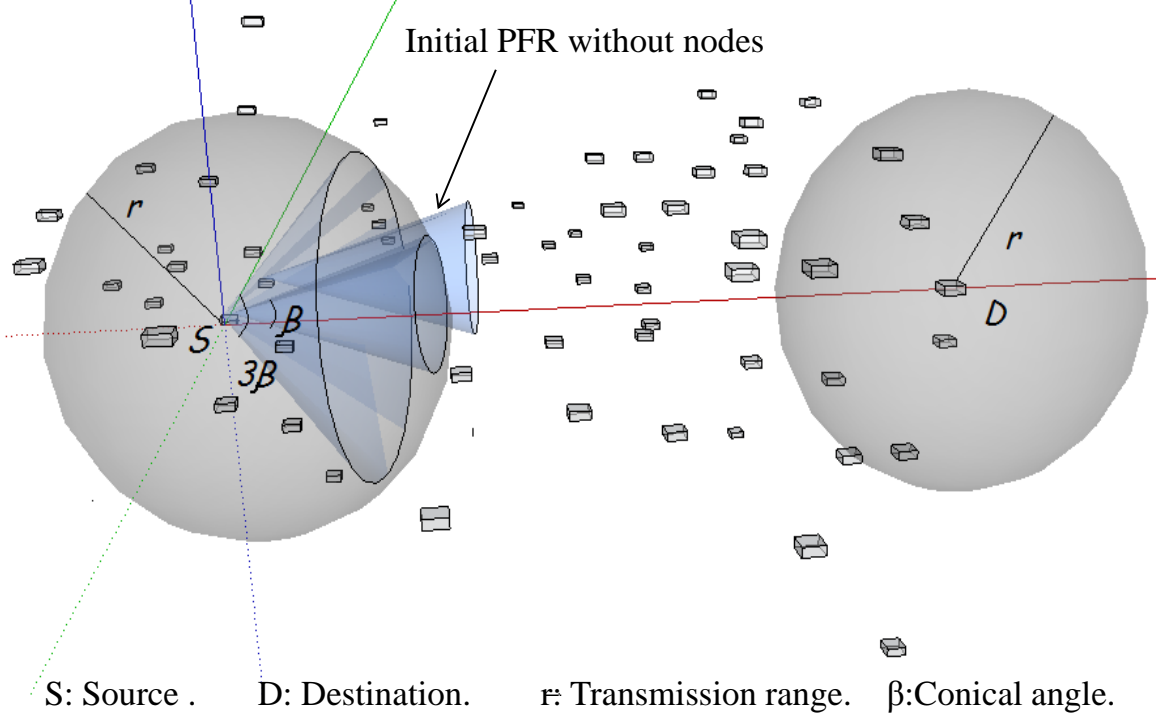 Initial PFR without nodes
r
r
β
S
D
3β
S: Source . D: Destination. r: Transmission range. β:Conical angle.